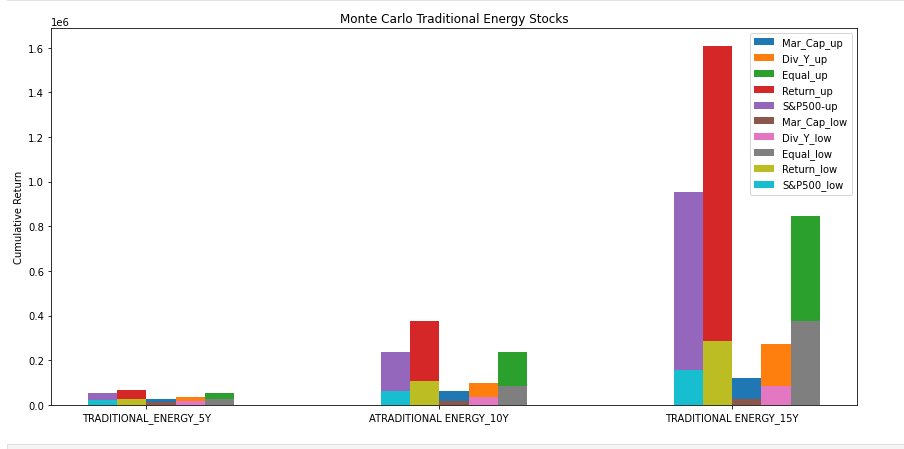 Monte Carlo Traditional Energy Stocks
1e6
Mar_Cap_up
Div_Y_up
Equal_up
Return_up
S&P500-up
Mar_Cap_low
Div_Y_low
Equal_low
Return_low
S&P500_low
Cumulative Return
1.6
1.4
1.2
1.0
0.8
0.6
0.4
0.2
0.0
TRADITIONAL_ENERGY_5Y
ATRADITIONAL ENERGY_10Y
TRADITIONAL ENERGY_15Y